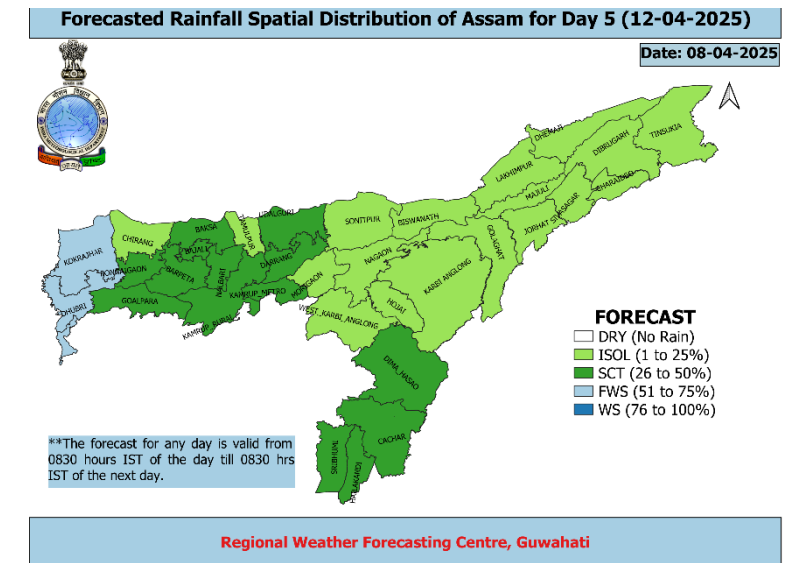 Forecasted Rainfall Spatial Distribution of Assam for Day 5 (12-04-2025)
Date: 08-04-2025
DHEMAJI
TINSUKIA
DIBRUGARH
LAKHIMPUR
CHARAIDEO
MAJULI
SIVASAGAR
JORHAT
UDALGURI
SONITPUR
BISWANATH
BAKSA
TAMULPUR
CHIRANG
GOLAGHAT
KOKRAJHAR
BAJALI
NAGAON
DARRANG
BONGAIGAON
BARPETA
KARBI_ANGLONG
NALBARI
MORIGAON
KAMRUP_METRO
GOALPARA
HOJAI
DHUBRI
WEST_KARBI_ANGLONG
KAMRUP_RURAL
DIMA_HASAO
CACHAR
SRIBHUMI
HAILAKANDI
FORECAST
DRY (No Rain)
ISOL (1 to 25%)
SCT (26 to 50%)
FWS (51 to 75%)
WS (76 to 100%)
**The forecast for any day is valid from
0830 hours IST of the day till 0830 hrs
IST of the next day.
Regional Weather Forecasting Centre, Guwahati